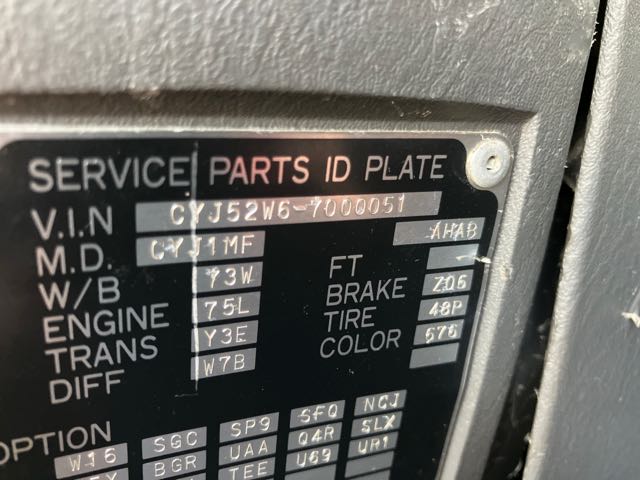 SERVICE PARTS ID PLATE
V.I.N CYJ52W6-7000051
M.D. CYJ1MF AHAB
W/B 73W FT
ENGINE 75L BRAKE Z06
TRANS Y3E TIRE 48P
DIFF W7B COLOR 676
OPTION
W16 SGC SP9 SFQ NCJ
BGR UAA Q4R SLX
TEE U69 UR1